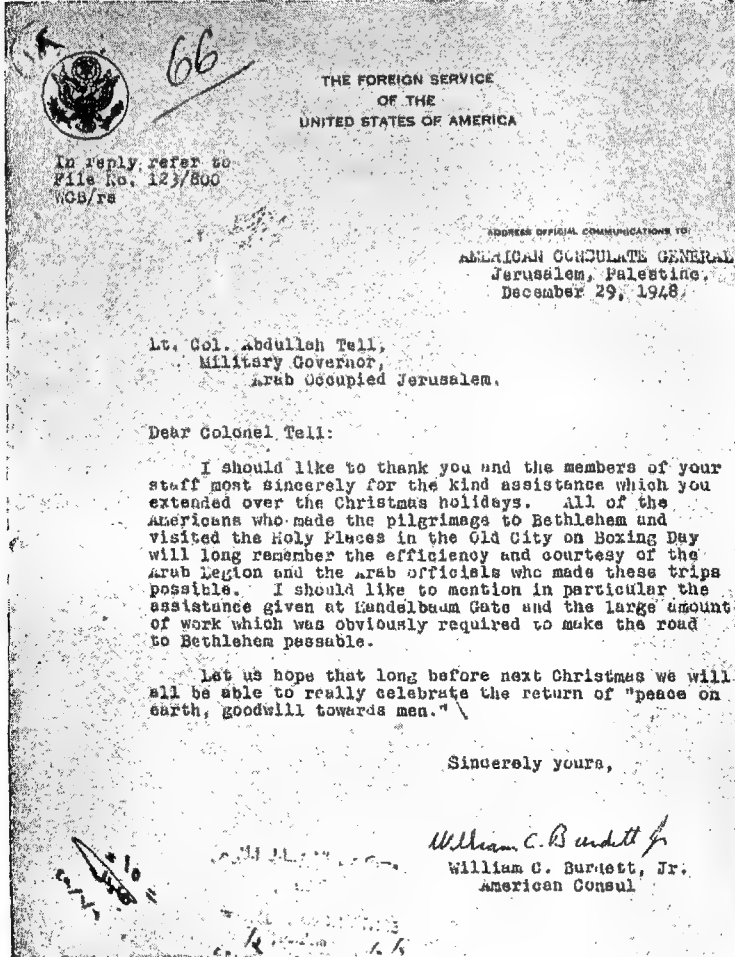 66
THE FOREIGN SERVICE
OF THE
UNITED STATES OF AMERICA
In reply refer to
File No. 123/800
WCB/rs
ADDRESS OFFICIAL COMMUNICATIONS TO
AMERICAN CONSULATE GENERAL
Jerusalem, Palestine.
December 29, 1948.
Lt. Col. Abdullah Tell,
Military Governor,
Arab Occupied Jerusalem.
Dear Colonel Tell:
I should like to thank you and the members of your
staff most sincerely for the kind assistance which you
extended over the Christmas holidays. All of the
Americans who made the pilgrimage to Bethlehem and
visited the Holy Places in the Old City on Boxing Day
will long remember the efficiency and courtesy of the
Arab Legion and the Arab officials who made these trips
possible. I should like to mention in particular the
assistance given at Mandelbaum Gate and the large amount
of work which was obviously required to make the road
to Bethlehem passable.
Let us hope that long before next Christmas we will
all be able to really celebrate the return of "peace on
earth, goodwill towards men."
Sincerely yours,
William C. Burdett Jr
William C. Burdett, Jr.
American Consul